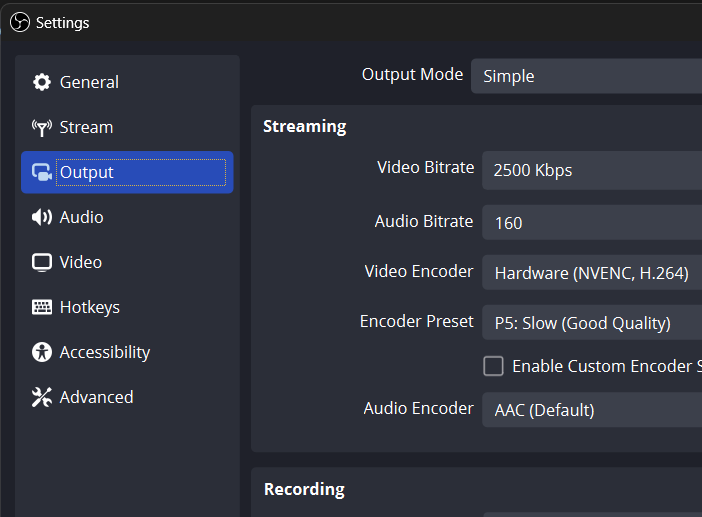 Settings
General
Stream
Output
Audio
Video
Hotkeys
Accessibility
Advanced
Output Mode Simple
Streaming
Video Bitrate 2500 Kbps
Audio Bitrate 160
Video Encoder Hardware (NVENC, H.264)
Encoder Preset P5: Slow (Good Quality)
Enable Custom Encoder S
Audio Encoder AAC (Default)
Recording